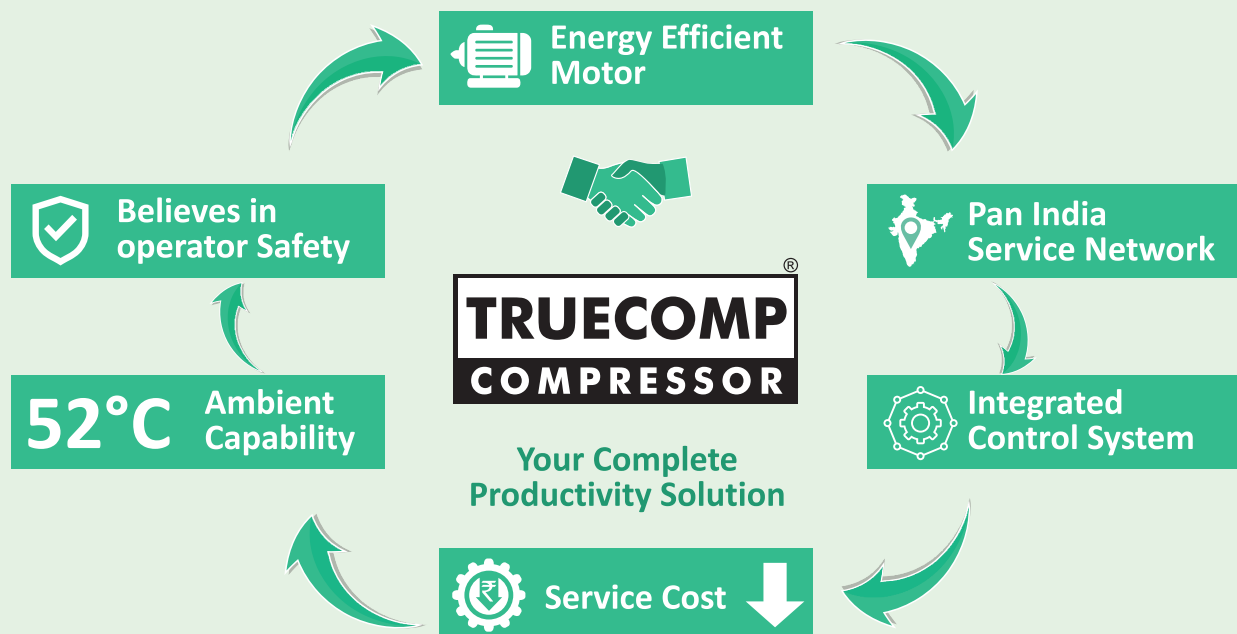 Energy Efficient
Motor
Pan India
Service Network
Integrated
Control System
Service Cost
52°C
Ambient
Capability
Believes in
operator Safety
®
TRUECOMP
COMPRESSOR
Your Complete
Productivity Solution